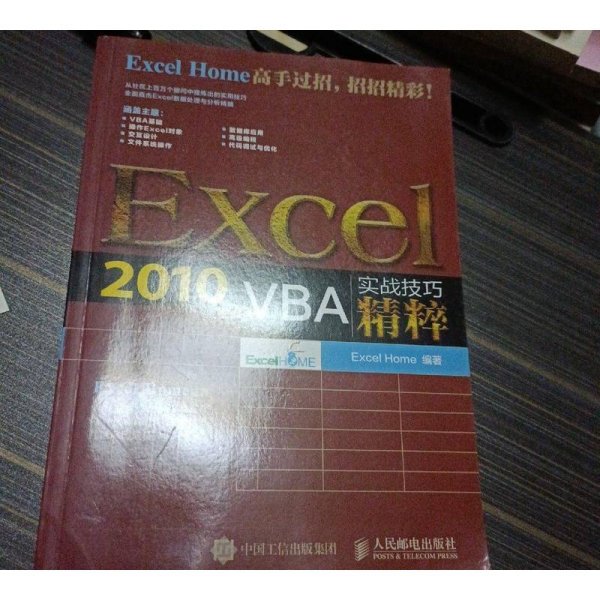 Excel Home高手过招，招招精彩！
从社区上百万个提问中提炼出的实用技巧
全面面向Excel数据处理与分析精髓
涵盖主题：
VBA基础
操作Excel对象
交互设计
文件系统操作
数据库应用
高级编程
代码调试与优化
Excel
2010 VBA
实战技巧
精粹
ExcelHOME
Excel Home 编著
中国工信出版集团
人民邮电出版社
POSTS & TELECOM PRESS